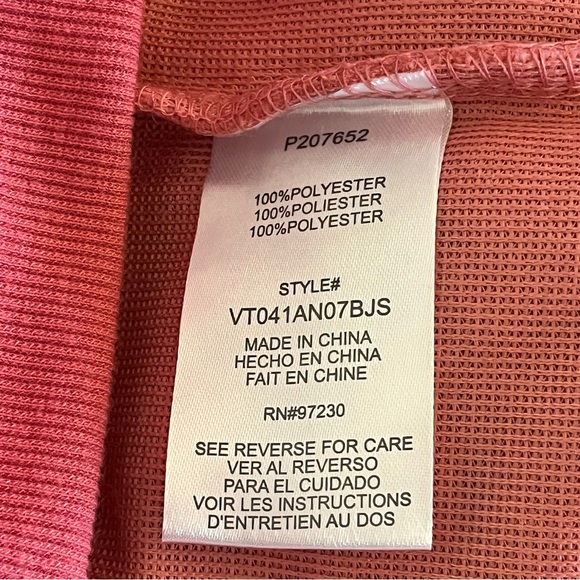 P207652
100%POLYESTER
100%POLIESTER
100%POLYESTER
STYLE#
VT041AN07BJS
MADE IN CHINA
HECHO EN CHINA
FAIT EN CHINE
RN#97230
SEE REVERSE FOR CARE
VER AL REVERSO
PARA EL CUIDADO
VOIR LES INSTRUCTIONS
D'ENTRETIEN AU DOS